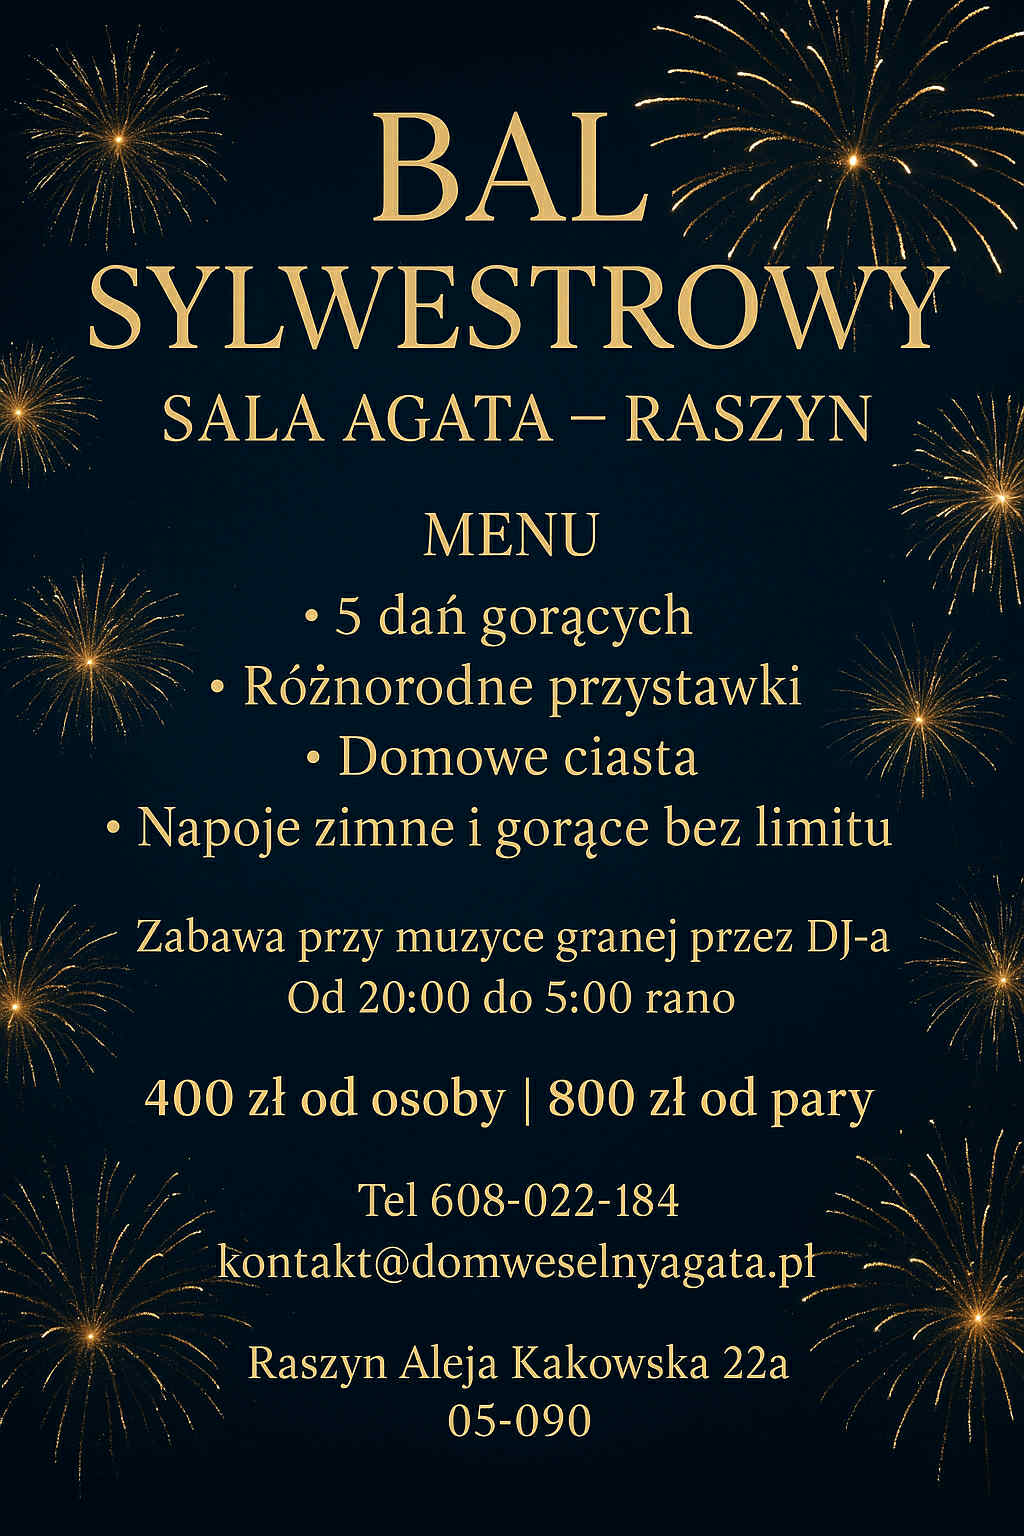 BAL
SYLWESTROWY
SALA AGATA – RASZYN
MENU
• 5 dań gorących
• Różnorodne przystawki
• Domowe ciasta
• Napoje zimne i gorące bez limitu
Zabawa przy muzyce granej przez DJ-a
Od 20:00 do 5:00 rano
400 zł od osoby | 800 zł od pary
Tel 608-022-184
kontakt@domweselnyagata.pł
Raszyn Aleja Kakowska 22a
05-090